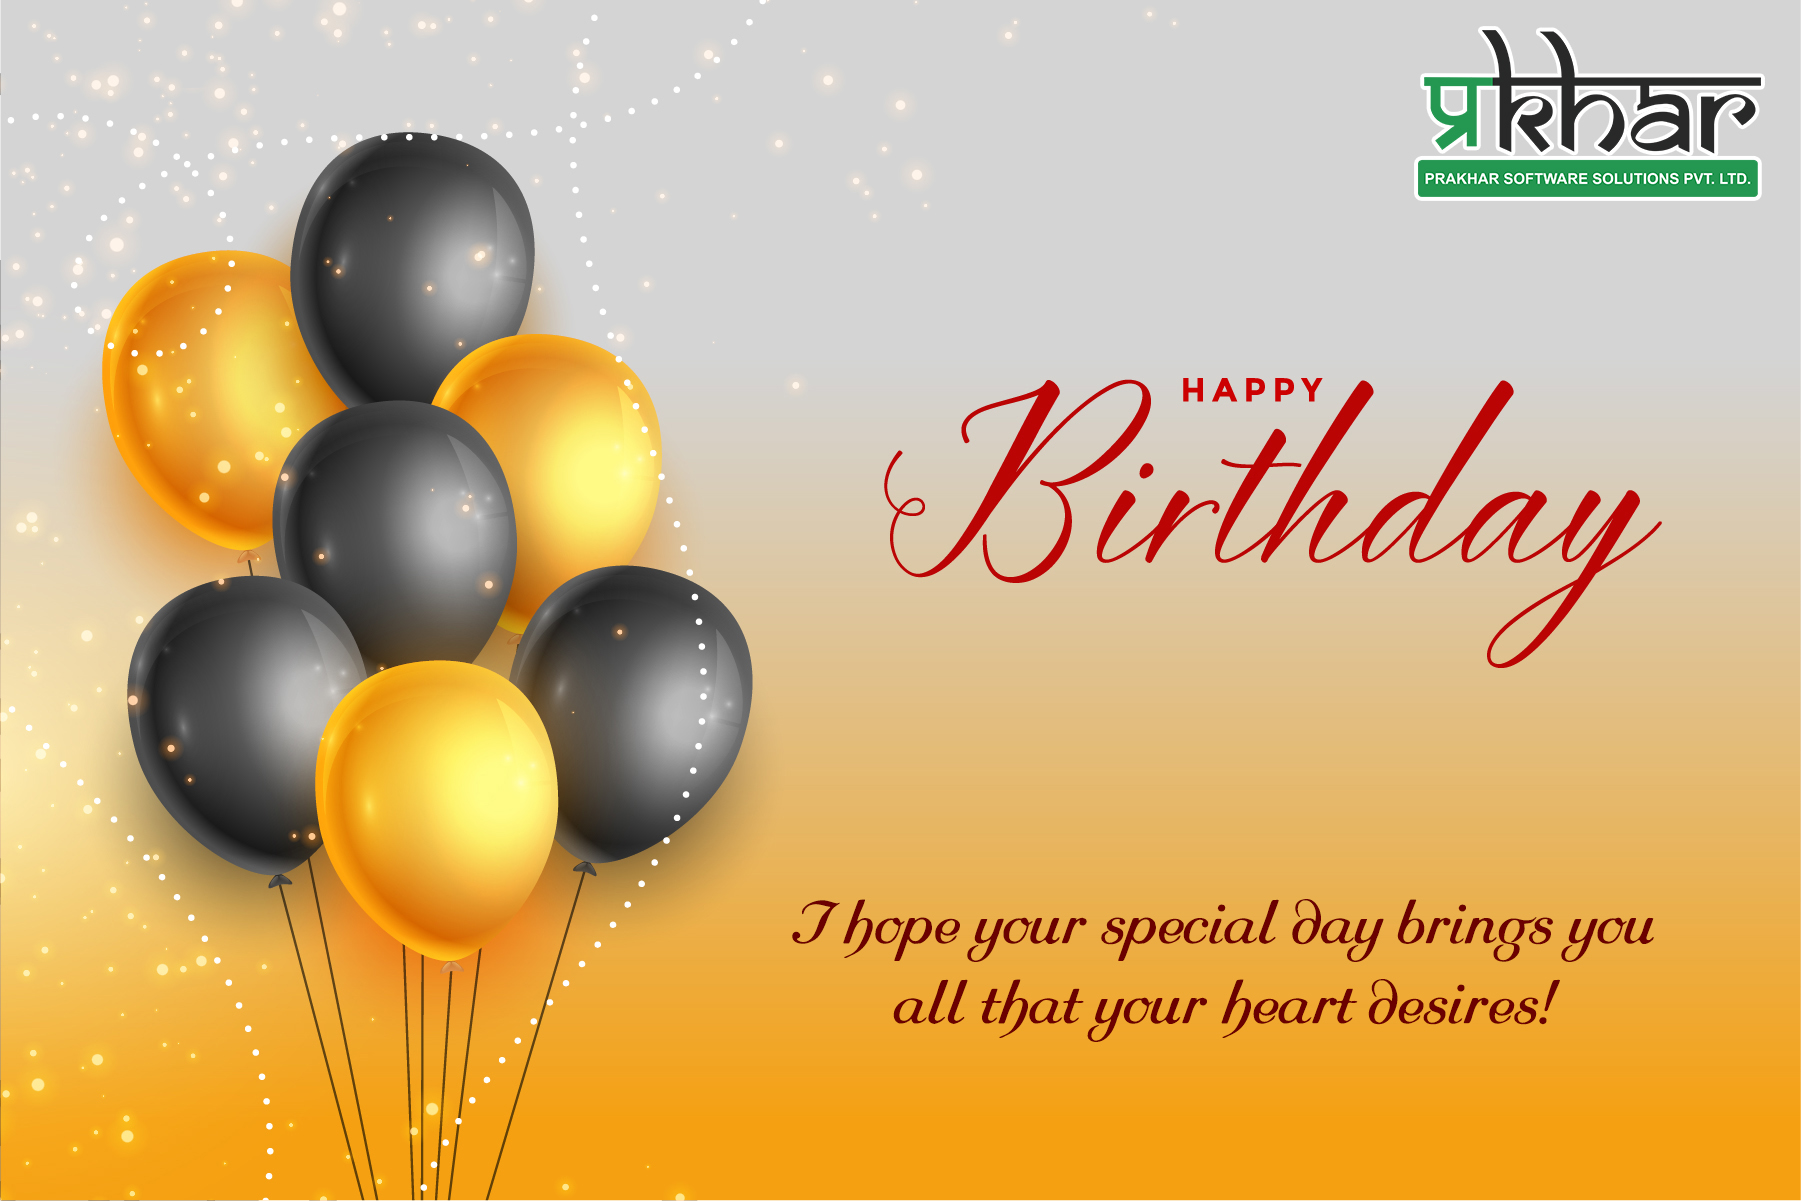 प्रkhar
PRAKHAR SOFTWARE SOLUTIONS PVT. LTD.
HAPPY
Birthday
I hope your special day brings you
all that your heart desires!